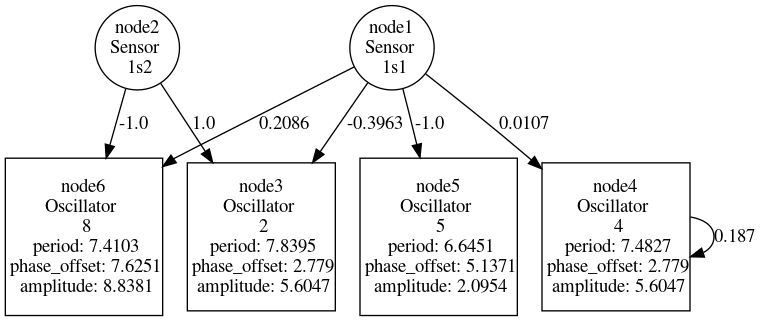 node2
Sensor
1s2
node1
Sensor
1s1
-1.0
1.0
0.2086
-0.3963
-1.0
0.0107
node6
Oscillator
8
period: 7.4103
phase_offset: 7.6251
amplitude: 8.8381
node3
Oscillator
2
period: 7.8395
phase_offset: 2.779
amplitude: 5.6047
node5
Oscillator
5
period: 6.6451
phase_offset: 5.1371
amplitude: 2.0954
node4
Oscillator
4
period: 7.4827
phase_offset: 2.779
amplitude: 5.6047
0.187